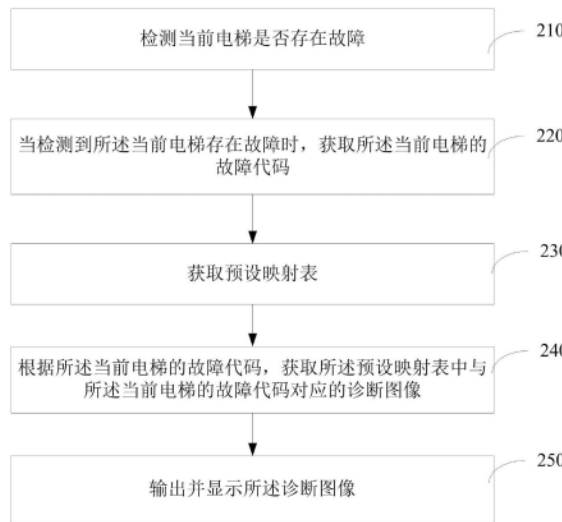 检测当前电梯是否存在故障
210
当检测到所述当前电梯存在故障时，获取所述当前电梯的
故障代码
220
获取预设映射表
230
根据所述当前电梯的故障代码，获取所述预设映射表中与
所述当前电梯的故障代码对应的诊断图像
240
输出并显示所述诊断图像
250